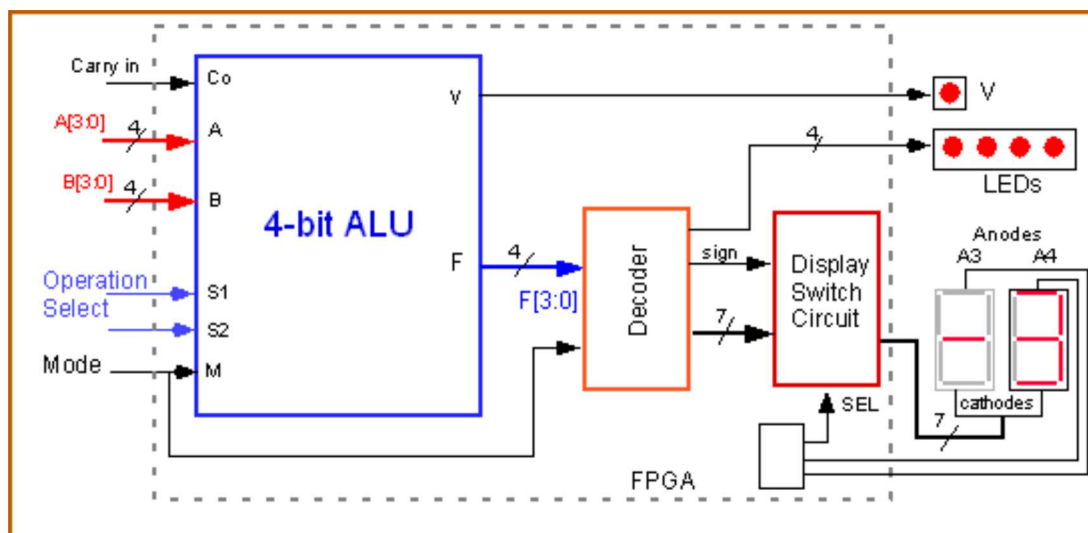 Carry in
Co
A[3:0]
4
A
B[3:0]
4
B
4-bit ALU
V
F
Operation
Select
S1
S2
Mode
M
4
F[3:0]
Decoder
4
sign
7
Display
Switch
Circuit
SEL
FPGA
V
LEDs
Anodes
A3 A4
cathodes
7